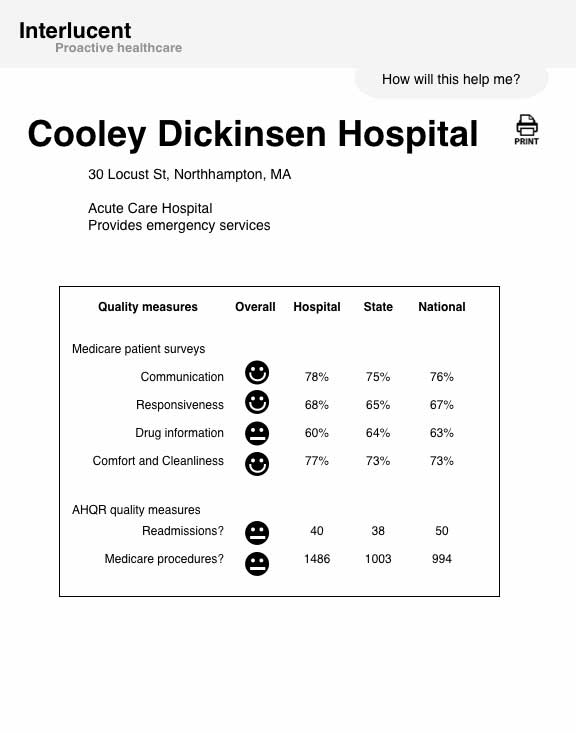 Interlucent
Proactive healthcare
How will this help me?
Cooley Dickinsen Hospital
PRINT
30 Locust St, Northhampton, MA
Acute Care Hospital
Provides emergency services
Quality measures Overall Hospital State National
Medicare patient surveys
Communication 78% 75% 76%
Responsiveness 68% 65% 67%
Drug information 60% 64% 63%
Comfort and Cleanliness 77% 73% 73%
AHQR quality measures
Readmissions? 40 38 50
Medicare procedures? 1486 1003 994